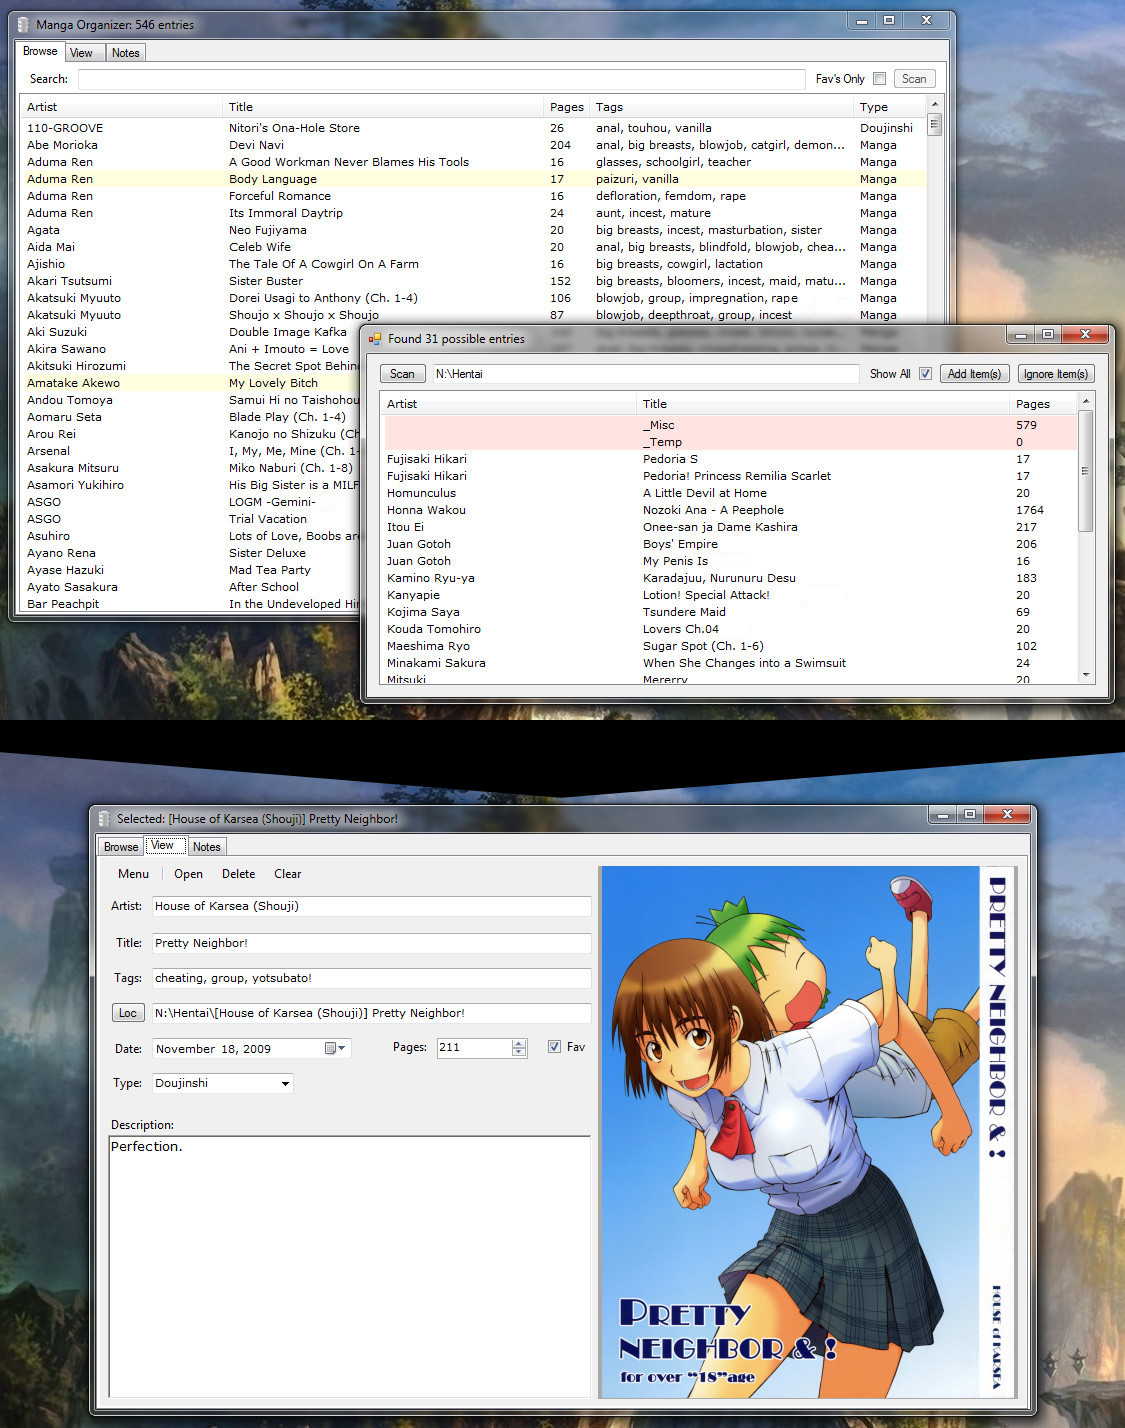 Manga Organizer: 546 entries
Browse View Notes
Search: Fav's Only Scan
Artist Title Pages Tags Type
110-GROOVE Nitori's Ona-Hole Store 26 anal, touhou, vanilla Doujinshi
Abe Morioka Devi Navi 204 anal, big breasts, blowjob, catgirl, demon... Manga
Aduma Ren A Good Workman Never Blames His Tools 16 glasses, schoolgirl, teacher Manga
Aduma Ren Body Language 17 paizuri, vanilla Manga
Aduma Ren Forceful Romance 16 defloration, femdom, rape Manga
Aduma Ren Its Immoral Daytrip 24 aunt, incest, mature Manga
Agata Neo Fujiyama 20 big breasts, incest, masturbation, sister Manga
Aida Mai Celeb Wife 20 anal, big breasts, blindfold, blowjob, chea... Manga
Ajishio The Tale Of A Cowgirl On A Farm 16 big breasts, cowgirl, lactation Manga
Akari Tsutsumi Sister Buster 152 big breasts, bloomers, incest, maid, matu... Manga
Akatsuki Myuuto Dorei Usagi to Anthony (Ch. 1-4) 106 blowjob, group, impregnation, rape Manga
Akatsuki Myuuto Shoujo x Shoujo x Shoujo 87 blowjob, deepthroat, group, incest Manga
Aki Suzuki Double Image Kafka
Akira Sawano Ani + Imouto = Love
Akitsuki Hirozumi The Secret Spot Behin
Amatake Akewo My Lovely Bitch
Andou Tomoya Samui Hi no Taishohou
Aomaru Seta Blade Play (Ch. 1-4)
Arou Rei Kanojo no Shizuku (Ch
Arsenal I, My, Me, Mine (Ch. 1-
Asakura Mitsuru Miko Naburi (Ch. 1-8)
Asamori Yukihiro His Big Sister is a MILF
ASGO LOGM -Gemini-
ASGO Trial Vacation
Asuhiro Lots of Love, Boobs an
Ayano Rena Sister Deluxe
Ayase Hazuki Mad Tea Party
Ayato Sasakura After School
Bar Peachpit In the Undeveloped Hi
Found 31 possible entries
Scan N:\Hentai Show All Add Item(s) Ignore Item(s)
Artist Title Pages
_Misc 579
_Temp 0
Fujisaki Hikari Pedoria S 17
Fujisaki Hikari Pedoria! Princess Remilia Scarlet 17
Homunculus A Little Devil at Home 20
Honna Wakou Nozoki Ana - A Peephole 1764
Itou Ei Onee-san ja Dame Kashira 217
Juan Gotoh Boys' Empire 206
Juan Gotoh My Penis Is 16
Kamino Ryu-ya Karadajuu, Nurunuru Desu 183
Kanyapie Lotion! Special Attack! 20
Kojima Saya Tsundere Maid 69
Kouda Tomohiro Lovers Ch.04 20
Maeshima Ryo Sugar Spot (Ch. 1-6) 102
Minakami Sakura When She Changes into a Swimsuit 24
Mitsuki Mererry 20
Selected: [House of Karsea (Shouji)] Pretty Neighbor!
Browse View Notes
Menu Open Delete Clear
Artist: House of Karsea (Shouji)
Title: Pretty Neighbor!
Tags: cheating, group, yotsubato!
Loc N:\Hentai\[House of Karsea (Shouji)] Pretty Neighbor!
Date: November 18, 2009 Pages: 211 Fav
Type: Doujinshi
Description:
Perfection.
PRETTY NEIGHBOR & !
HOUSE of KARSEA
PRETTY
NEIGHBOR & !
for over "18"age